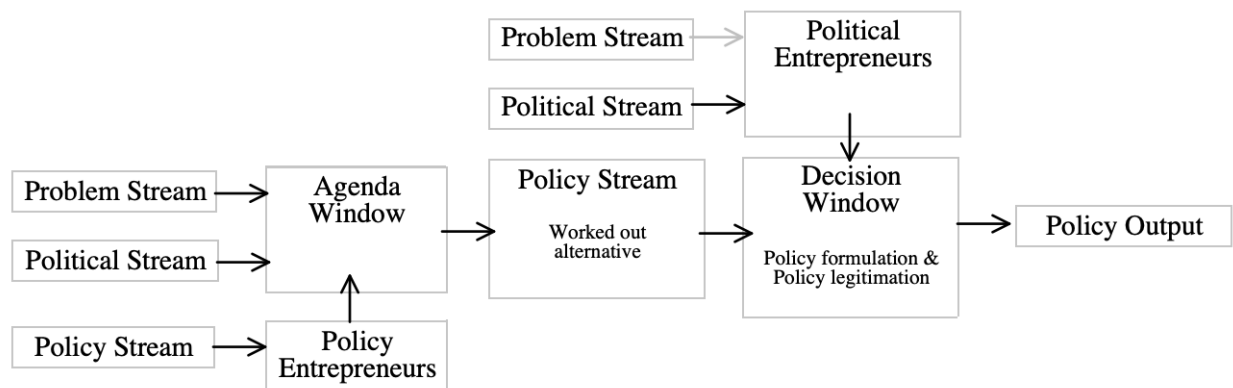 Problem Stream
Political
Entrepreneurs
Political Stream
Problem Stream
Agenda
Window
Policy Stream
Worked out
alternative
Decision
Window
Policy formulation &
Policy legitimation
Policy Output
Political Stream
Policy Stream
Policy
Entrepreneurs